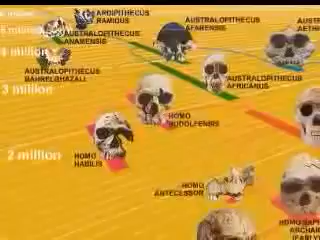 ARDIPITHECUS
RAMIDUS
AUSTRALOPITHECUS
ANAMENSIS
AUSTRALOPITHECUS
AFARENSIS
4 million
AUSTRALOPITHECUS
BAHRELGHAZALI
AUSTRALOPITHECUS
AFRICANUS
3 million
HOMO
RUDOLFENSIS
2 million
HOMO
HABILIS
HOMO
ANTECESSOR